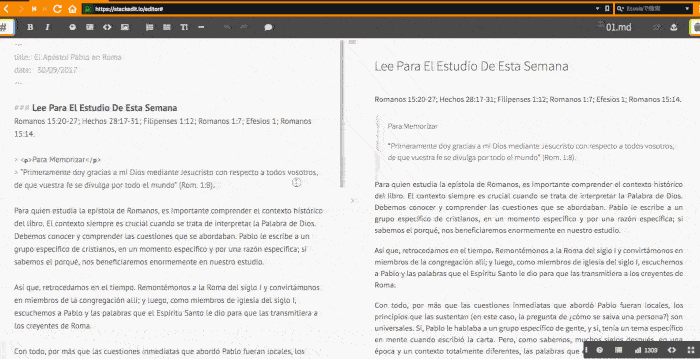 https://stackedit.io/editor#
01.md
---
title: El Apóstol Pablo en Roma
date: 30/09/2017
---
### Lee Para El Estudio De Esta Semana
Romanos 15:20-27; Hechos 28:17-31; Filipenses 1:12; Romanos 1:7; Efesios 1; Romanos
15:14.
> <p>Para Memorizar</p>
> "Primeramente doy gracias a mi Dios mediante Jesucristo con respecto a todos vosotros,
de que vuestra fe se divulga por todo el mundo" (Rom. 1:8).
Para quien estudia la epístola de Romanos, es importante comprender el contexto histórico
del libro. El contexto siempre es crucial cuando se trata de interpretar la Palabra de Dios.
Debemos conocer y comprender las cuestiones que se abordaban. Pablo le escribe a un
grupo específico de cristianos, en un momento específico y por una razón específica; si
sabemos el porqué, nos beneficiaremos enormemente en nuestro estudio.
Así que, retrocedamos en el tiempo. Remontémonos a la Roma del siglo I y convirtámonos
en miembros de la congregación allí; y luego, como miembros de iglesia del siglo I,
escuchemos a Pablo y las palabras que el Espíritu Santo le dio para que las transmitiera a
los creyentes de Roma.
Con todo, por más que las cuestiones inmediatas que abordó Pablo fueran locales, los
Lee Para El Estudio De Esta Semana
Romanos 15:20-27; Hechos 28:17-31; Filipenses 1:12; Romanos 1:7; Efesios 1; Romanos 15:14.
Para Memorizar
"Primeramente doy gracias a mi Dios mediante Jesucristo con respecto a todos vosotros,
de que vuestra fe se divulga por todo el mundo" (Rom. 1:8).
Para quien estudia la epístola de Romanos, es importante comprender el contexto histórico
del libro. El contexto siempre es crucial cuando se trata de interpretar la Palabra de Dios.
Debemos conocer y comprender las cuestiones que se abordaban. Pablo le escribe a un
grupo específico de cristianos, en un momento específico y por una razón específica; si
sabemos el porqué, nos beneficiaremos enormemente en nuestro estudio.
Así que, retrocedamos en el tiempo. Remontémonos a la Roma del siglo I y convirtámonos
en miembros de la congregación allí; y luego, como miembros de iglesia del siglo I, escuchemos
a Pablo y las palabras que el Espíritu Santo le dio para que las transmitiera a los creyentes de
Roma.
Con todo, por más que las cuestiones inmediatas que abordó Pablo fueran locales, los
principios que las sustentan (en este caso, la pregunta de ¿cómo se salva una persona?) son
universales. Sí, Pablo le hablaba a un grupo específico de gente, y sí, tenía un tema específico
en mente cuando escribió la carta. Pero, como sabemos, muchos siglos después, en una
época y un contexto totalmente diferentes, las palabras que
1309